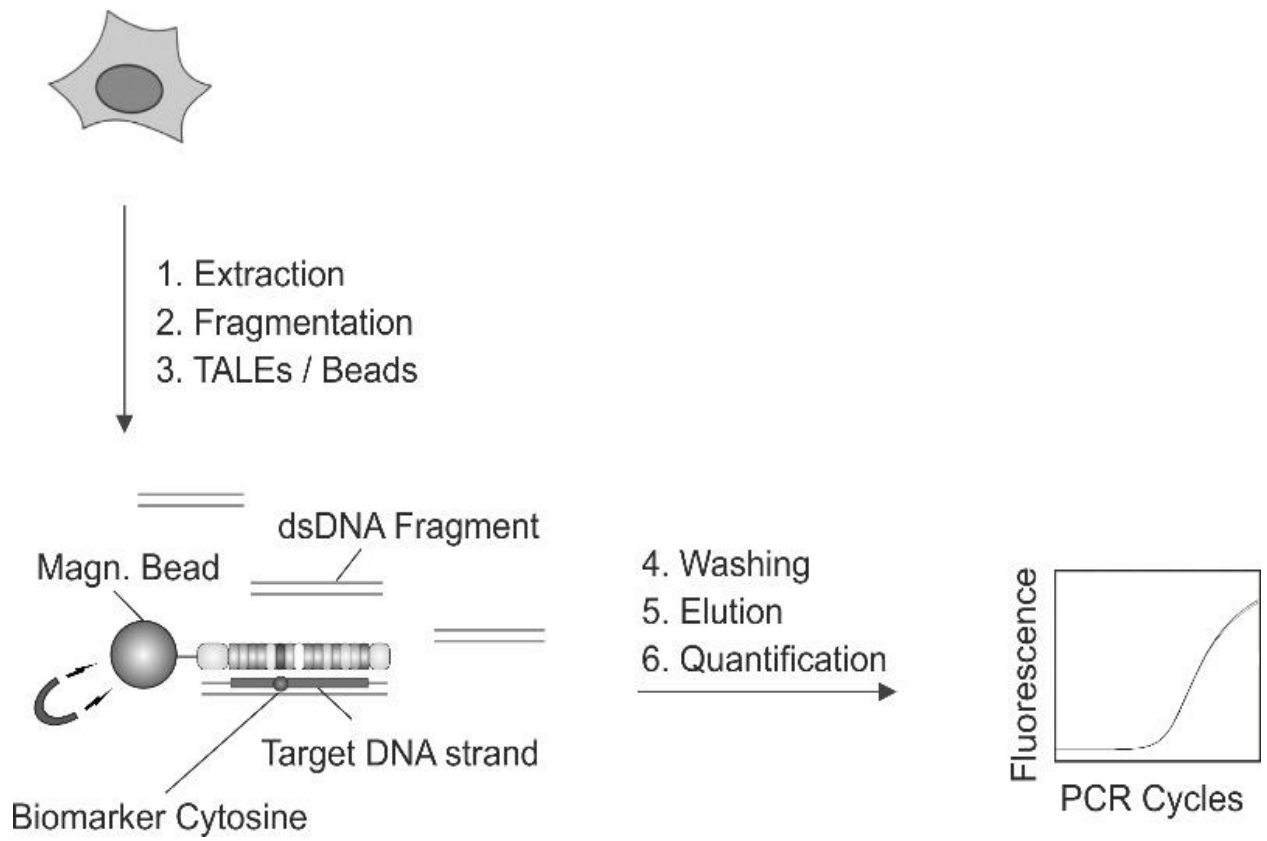 1. Extraction
2. Fragmentation
3. TALEs / Beads
dsDNA Fragment
Magn. Bead
Target DNA strand
Biomarker Cytosine
4. Washing
5. Elution
6. Quantification
Fluorescence
PCR Cycles